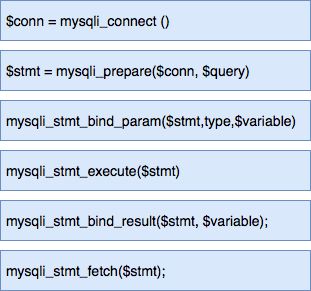 $conn = mysqli_connect ()
$stmt = mysqli_prepare($conn, $query)
mysqli_stmt_bind_param($stmt,type,$variable)
mysqli_stmt_execute($stmt)
mysqli_stmt_bind_result($stmt, $variable);
mysqli_stmt_fetch($stmt);